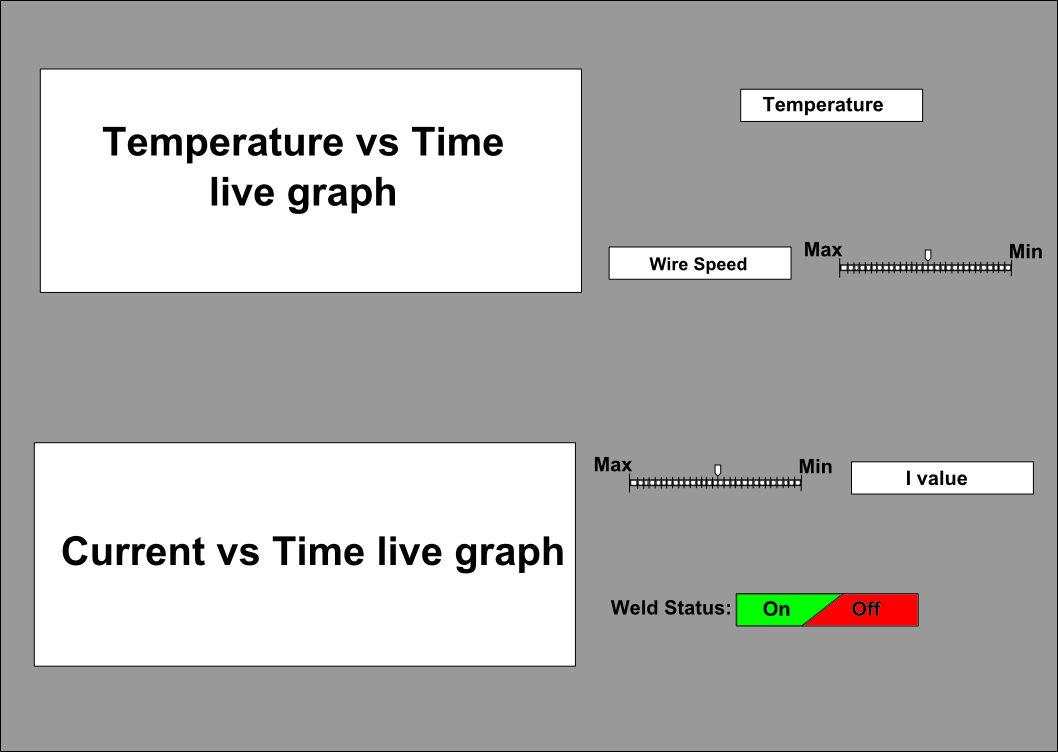 Temperature vs Time
live graph
Temperature
Wire Speed
Max
Min
Current vs Time live graph
Max
Min
I value
Weld Status:
On
Off